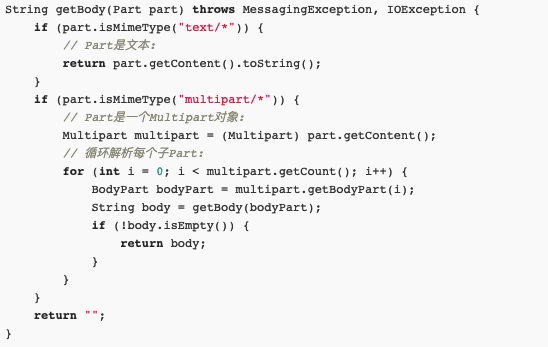 String getBody(Part part) throws MessagingException, IOException {
    if (part.isMimeType("text/*")) {
        // Part是文本:
        return part.getContent().toString();
    }
    if (part.isMimeType("multipart/*")) {
        // Part是一个Multipart对象:
        Multipart multipart = (Multipart) part.getContent();
        // 循环解析每个子Part:
        for (int i = 0; i < multipart.getCount(); i++) {
            BodyPart bodyPart = multipart.getBodyPart(i);
            String body = getBody(bodyPart);
            if (!body.isEmpty()) {
                return body;
            }
        }
    }
    return "";
}